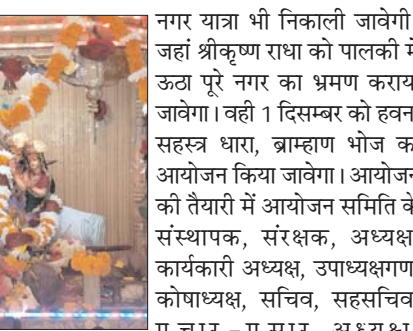 नगर यात्रा भी निकाली जावेगी
जहां श्रीकृष्ण राधा को पालकी में
ऊठा पूरे नगर का भ्रमण कराय
जावेगा। वही 1 दिसम्बर को हवन
सहस्त्र धारा, ब्राम्हाण भोज क
आयोजन किया जावेगा। आयोजन
की तैयारी में आयोजन समिति के
संस्थापक, संरक्षक, अध्यक्ष
कार्यकारी अध्यक्ष, उपाध्यक्षगण
कोषाध्यक्ष, सचिव, सहसचिव